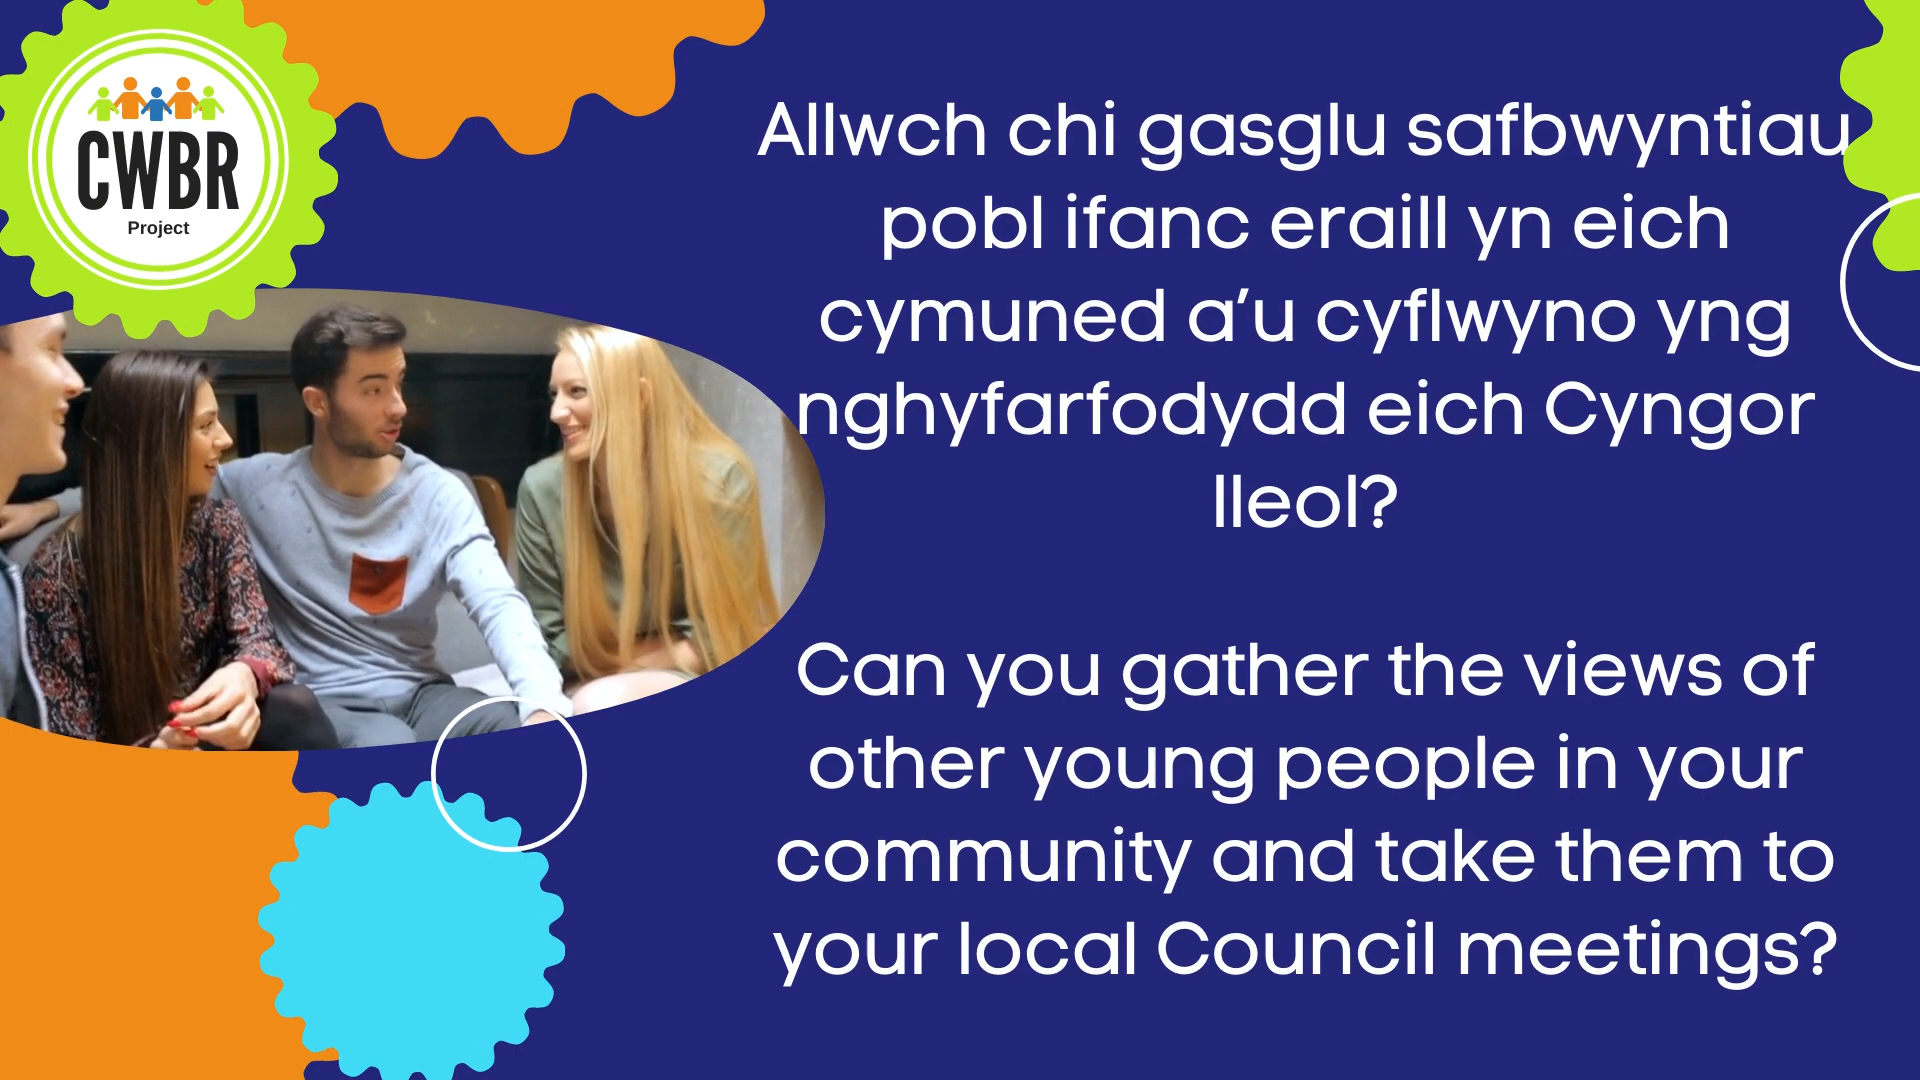 CWBR
Project
Allwch chi gasglu safbwyntiau
pobl ifanc eraill yn eich
cymuned a’u cyflwyno yng
nghyfarfodydd eich Cyngor
lleol?
Can you gather the views of
other young people in your
community and take them to
your local Council meetings?